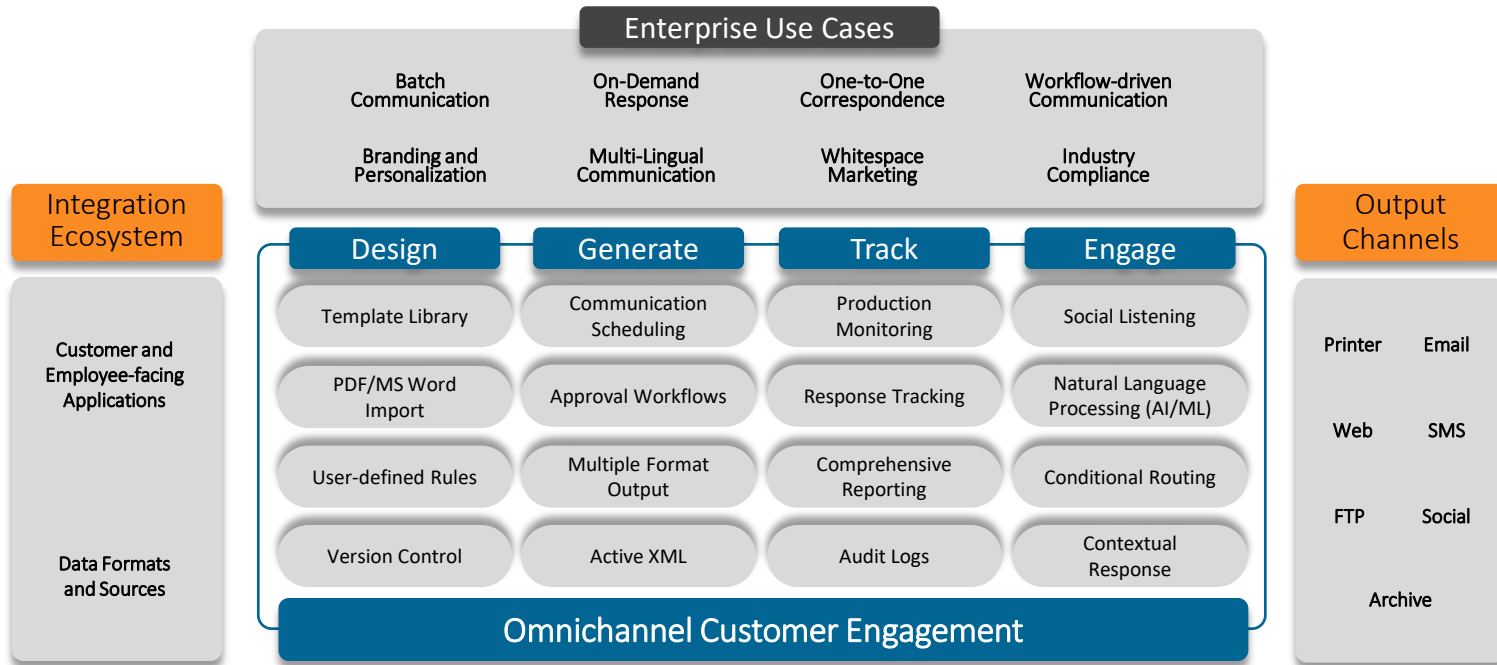 Enterprise Use Cases
Batch
Communication
On-Demand
Response
One-to-One
Correspondence
Workflow-driven
Communication
Branding and
Personalization
Multi-Lingual
Communication
Whitespace
Marketing
Industry
Compliance
Integration
Ecosystem
Customer and
Employee-facing
Applications
Data Formats
and Sources
Design
Template Library
PDF/MS Word
Import
User-defined Rules
Version Control
Generate
Communication
Scheduling
Approval Workflows
Multiple Format
Output
Active XML
Track
Production
Monitoring
Response Tracking
Comprehensive
Reporting
Audit Logs
Engage
Social Listening
Natural Language
Processing (AI/ML)
Conditional Routing
Contextual
Response
Omnichannel Customer Engagement
Output
Channels
Printer
Email
Web
SMS
FTP
Social
Archive